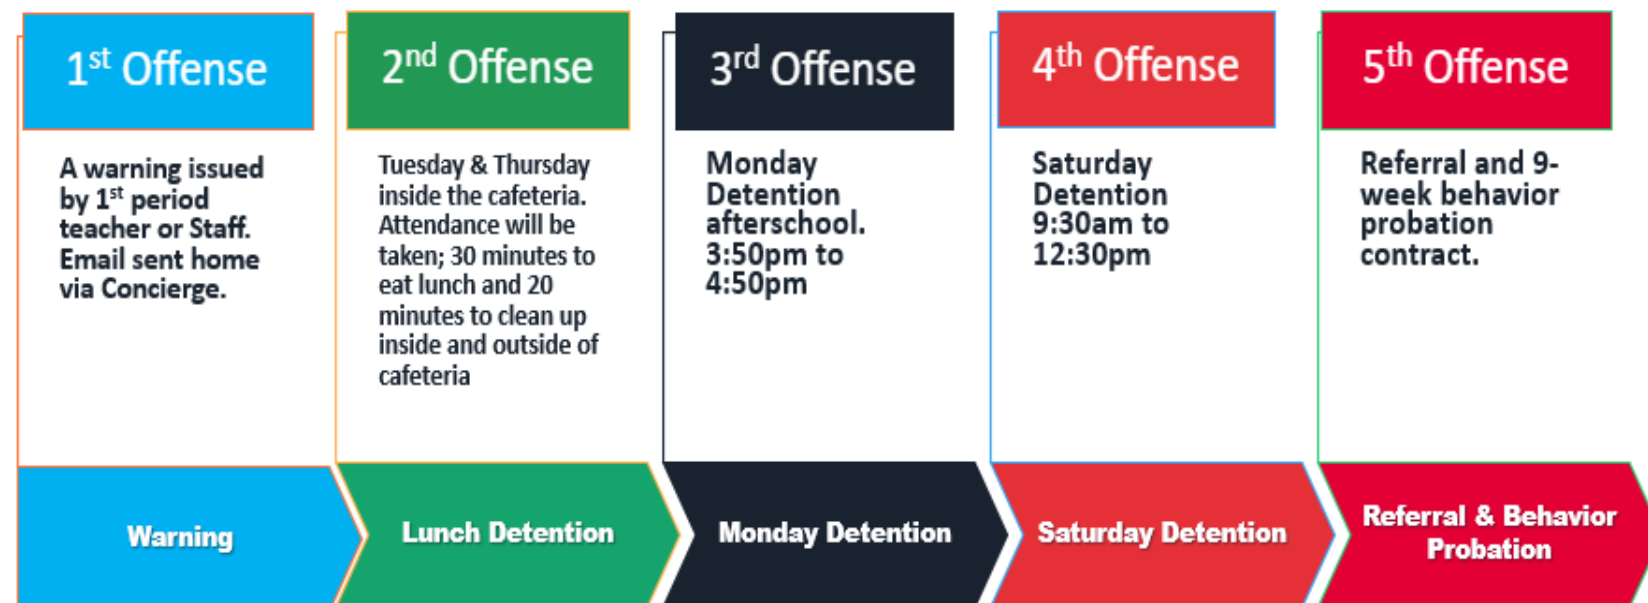 1st Offense
A warning issued
by 1st period
teacher or Staff.
Email sent home
via Concierge.
Warning
2nd Offense
Tuesday & Thursday
inside the cafeteria.
Attendance will be
taken; 30 minutes to
eat lunch and 20
minutes to clean up
inside and outside of
cafeteria
Lunch Detention
3rd Offense
Monday
Detention
afterschool.
3:50pm to
4:50pm
Monday Detention
4th Offense
Saturday
Detention
9:30am to
12:30pm
Saturday Detention
5th Offense
Referral and 9-
week behavior
probation
contract.
Referral & Behavior
Probation